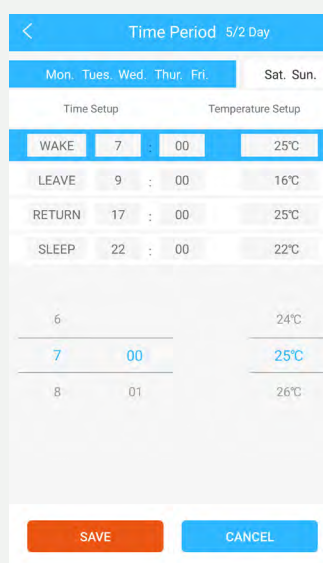 Time Period 5/2 Day
Mon. Tues. Wed. Thur. Fri. Sat. Sun.
Time Setup Temperature Setup
WAKE 7 : 00 25℃
LEAVE 9 : 00 16℃
RETURN 17 : 00 25℃
SLEEP 22 : 00 22℃
6 24℃
7 00 25℃
8 01 26℃
SAVE CANCEL